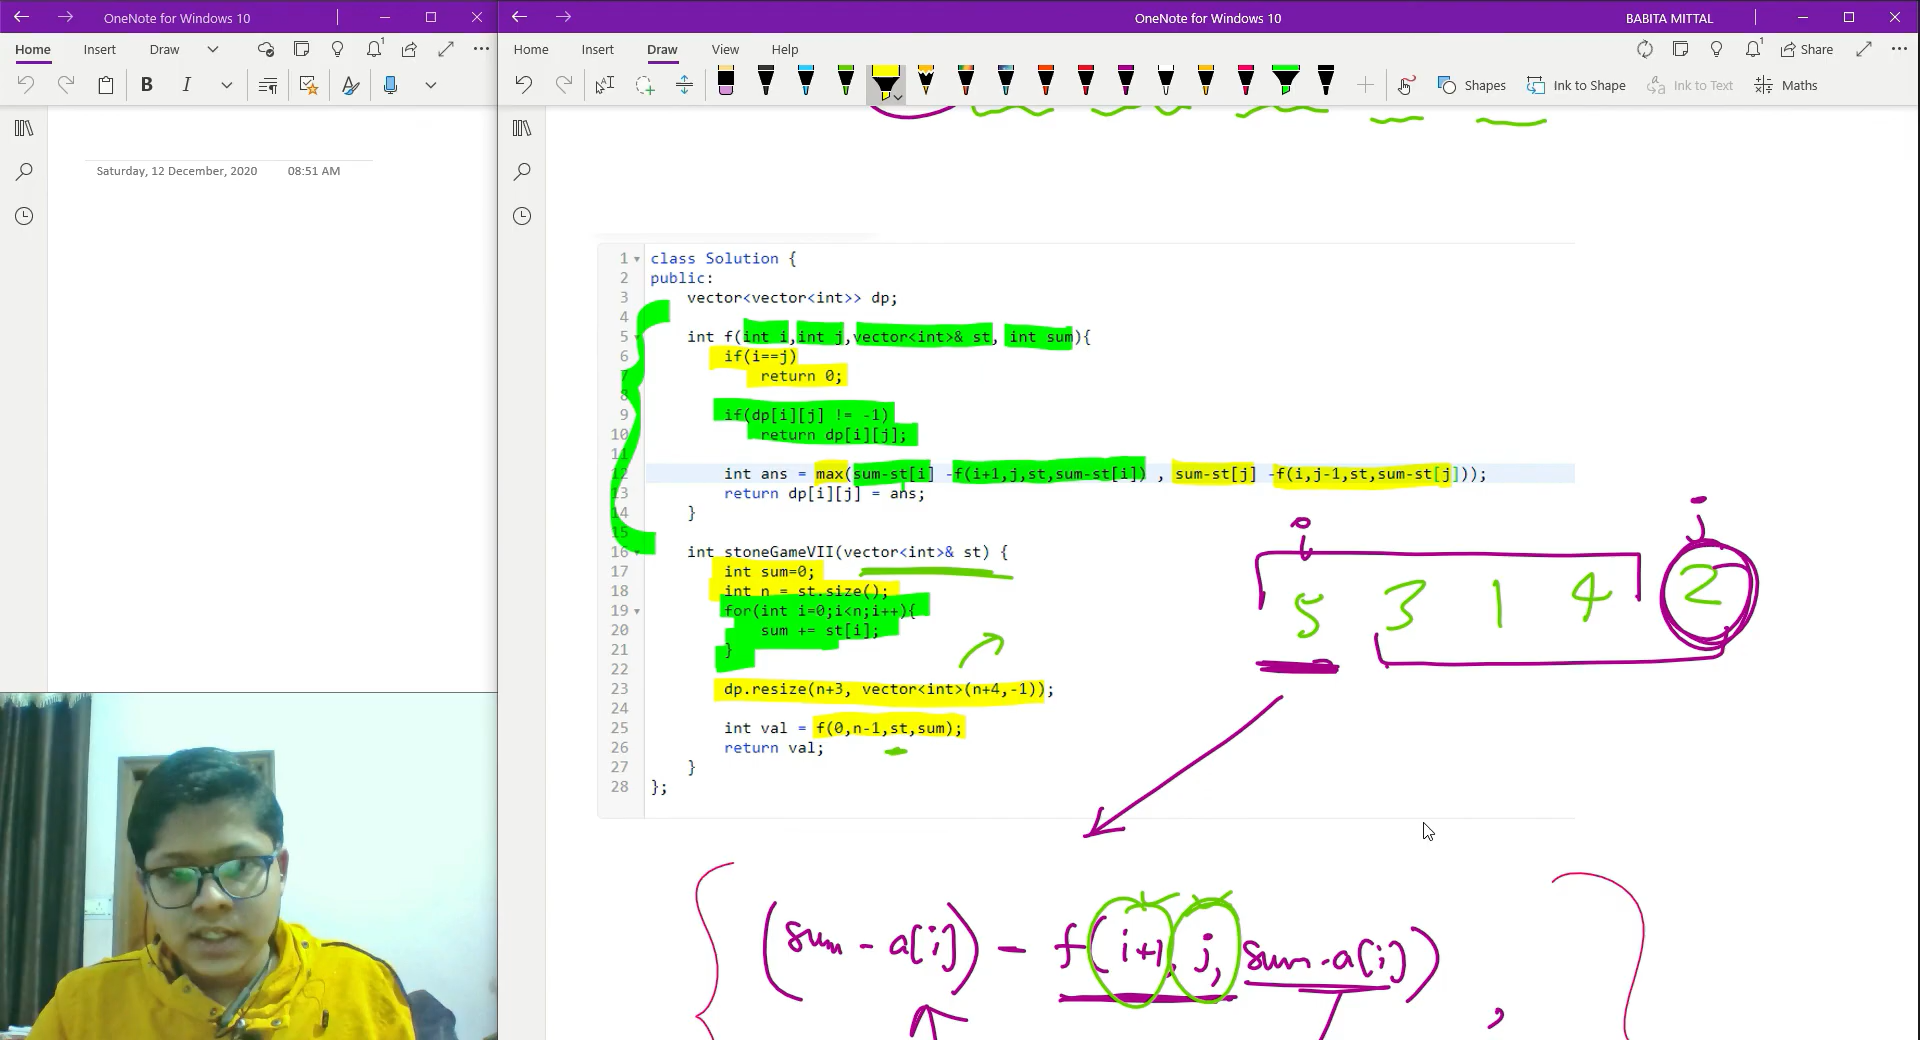 OneNote for Windows 10
Home Insert Draw
B I
Saturday, 12 December, 2020 08:51 AM
OneNote for Windows 10 BABITA MITTAL
Home Insert Draw View Help Share
Shapes Ink to Shape Ink to Text Maths
1 class Solution {
2 public:
3 vector<vector<int>> dp;
4
5 int f(int i,int j,vector<int>& st, int sum){
6 if(i==j)
7 return 0;
8
9 if(dp[i][j] != -1)
10 return dp[i][j];
11
12 int ans = max(sum-st[i] -f(i+1,j,st,sum-st[i]) , sum-st[j] -f(i,j-1,st,sum-st[j]));
13 return dp[i][j] = ans;
14 }
15
16 int stoneGameVII(vector<int>& st) {
17 int sum=0;
18 int n = st.size();
19 for(int i=0;i<n;i++){
20 sum += st[i];
21 }
22
23 dp.resize(n+3, vector<int>(n+4,-1));
24
25 int val = f(0,n-1,st,sum);
26 return val;
27 }
28 };
i j
5 3 1 4 2
(sum - a[i]) - f(i+1, j, sum - a[i]) ,